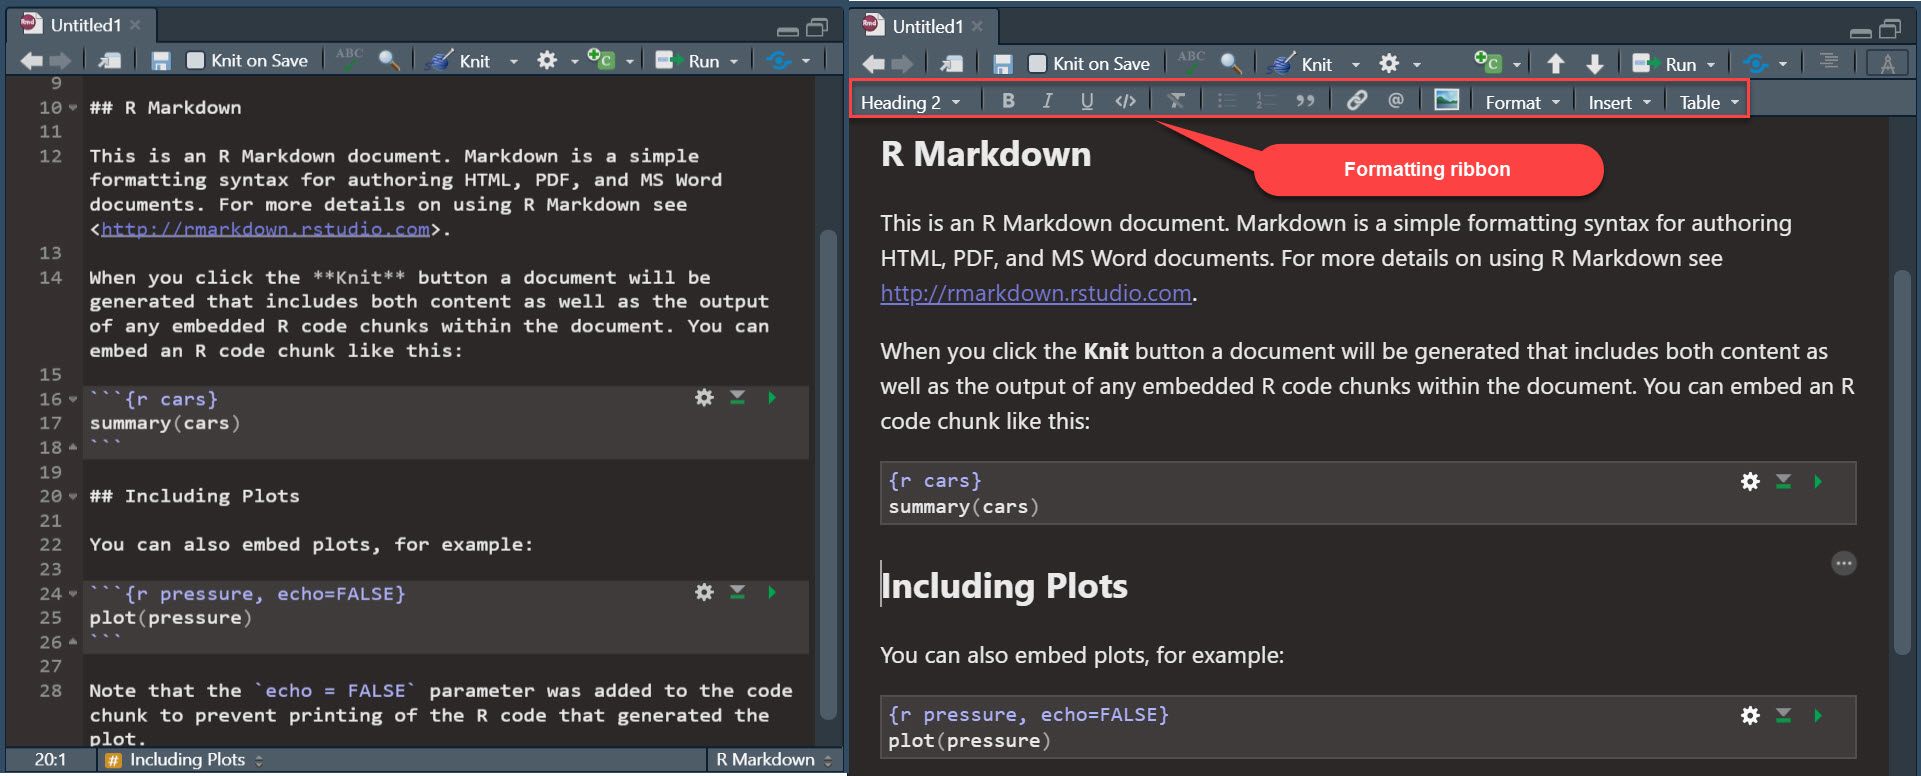 Untitled1
ABC
Knit on Save
Knit
Run
9
10 ## R Markdown
11
12 This is an R Markdown document. Markdown is a simple
formatting syntax for authoring HTML, PDF, and MS Word
documents. For more details on using R Markdown see
<http://rmarkdown.rstudio.com>.
13
14 When you click the **Knit** button a document will be
generated that includes both content as well as the output
of any embedded R code chunks within the document. You can
embed an R code chunk like this:
15
16 ```{r cars}
17 summary(cars)
18 ```
19
20 ## Including Plots
21
22 You can also embed plots, for example:
23
24 ```{r pressure, echo=FALSE}
25 plot(pressure)
26 ```
27
28 Note that the `echo = FALSE` parameter was added to the code
chunk to prevent printing of the R code that generated the
plot.
20:1 # Including Plots R Markdown
Untitled1
ABC
Knit on Save
Knit
Run
Heading 2 B I U </> @ Format Insert Table
Formatting ribbon
R Markdown
This is an R Markdown document. Markdown is a simple formatting syntax for authoring
HTML, PDF, and MS Word documents. For more details on using R Markdown see
http://rmarkdown.rstudio.com.
When you click the Knit button a document will be generated that includes both content as
well as the output of any embedded R code chunks within the document. You can embed an R
code chunk like this:
{r cars}
summary(cars)
Including Plots
You can also embed plots, for example:
{r pressure, echo=FALSE}
plot(pressure)